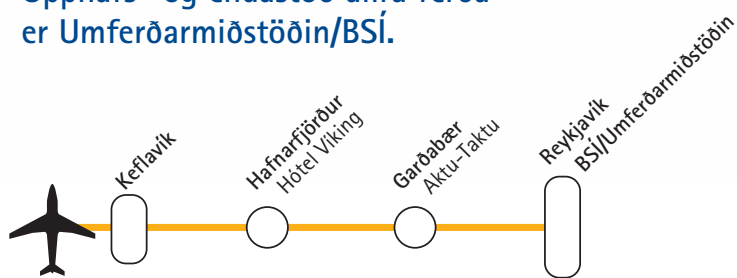 er Umferðarmiðstöðin/BSÍ.
Keflavík
Hafnarfjörður
Hótel Víking
Garðabær
Aktu-Taktu
Reykjavík
BSÍ/Umferðarmiðstöðin